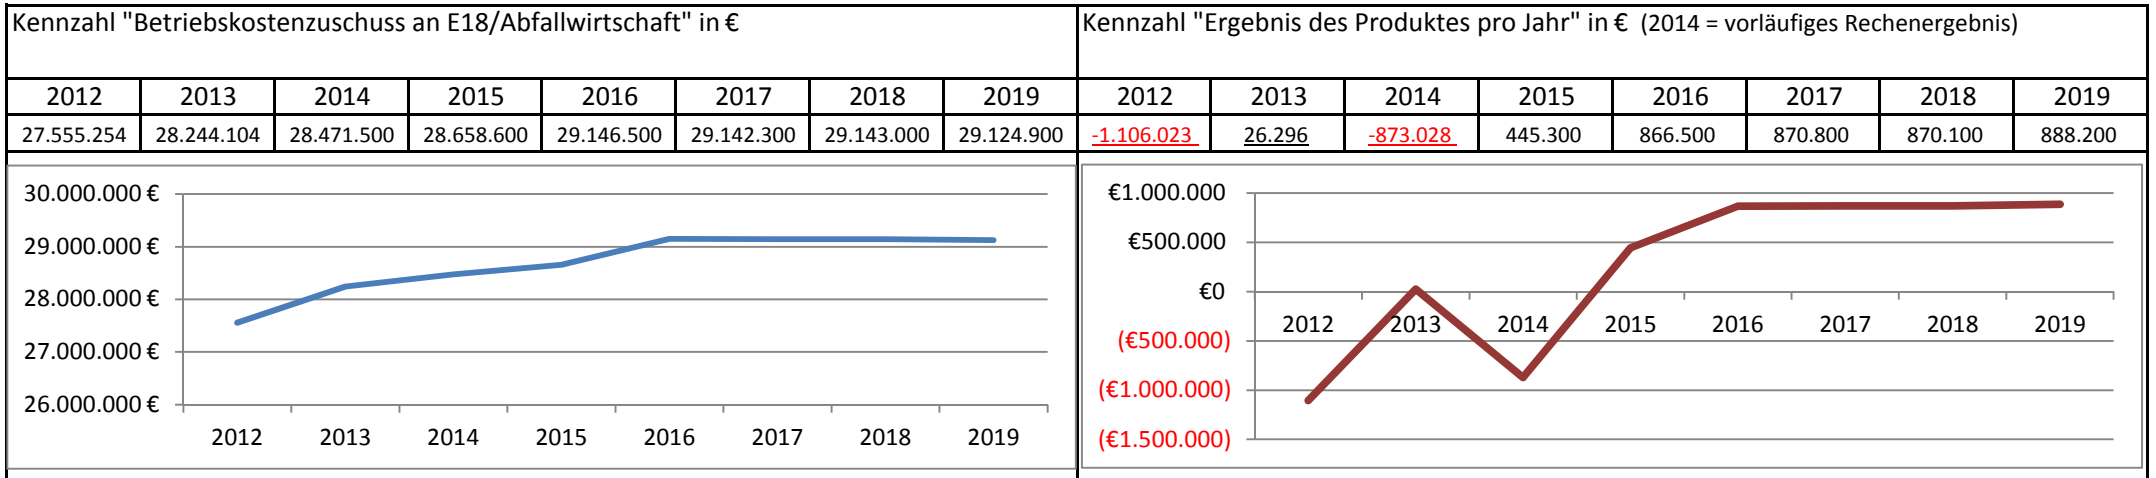 Kennzahl "Betriebskostenzuschuss an E18/Abfallwirtschaft" in €
2012 2013 2014 2015 2016 2017 2018 2019
27.555.254 28.244.104 28.471.500 28.658.600 29.146.500 29.142.300 29.143.000 29.124.900
30.000.000 €
29.000.000 €
28.000.000 €
27.000.000 €
26.000.000 €
2012 2013 2014 2015 2016 2017 2018 2019
Kennzahl "Ergebnis des Produktes pro Jahr" in € (2014 = vorläufiges Rechenergebnis)
2012 2013 2014 2015 2016 2017 2018 2019
-1.106.023 26.296 -873.028 445.300 866.500 870.800 870.100 888.200
€1.000.000
€500.000
€0
2012 2013 2014 2015 2016 2017 2018 2019
(€500.000)
(€1.000.000)
(€1.500.000)